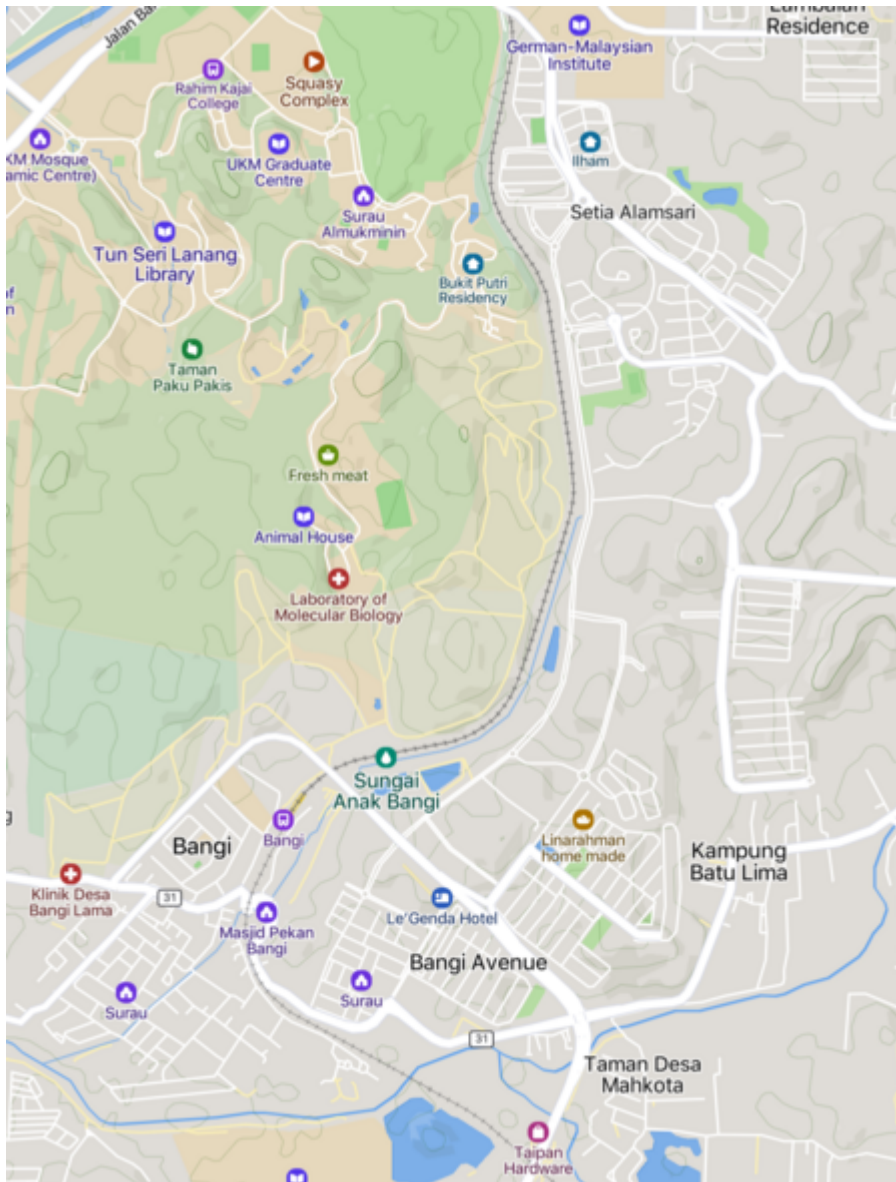 Jalan Ba
Residence
German-Malaysian
Institute
Squasy
Complex
Rahim Kajai
College
Ilham
KM Mosque
amic Centre)
UKM Graduate
Centre
Surau
Almukminin
Setia Alamsari
Tun Seri Lanang
Library
Bukit Putri
Residency
Taman
Paku Pakis
Fresh meat
Animal House
Laboratory of
Molecular Biology
Sungai
Anak Bangi
Bangi
Bangi
Linarahman
home made
Kampung
Batu Lima
Klinik Desa
Bangi Lama
31
Le'Genda Hotel
Masjid Pekan
Bangi
Bangi Avenue
Surau
Surau
31
Taman Desa
Mahkota
Taipan
Hardware